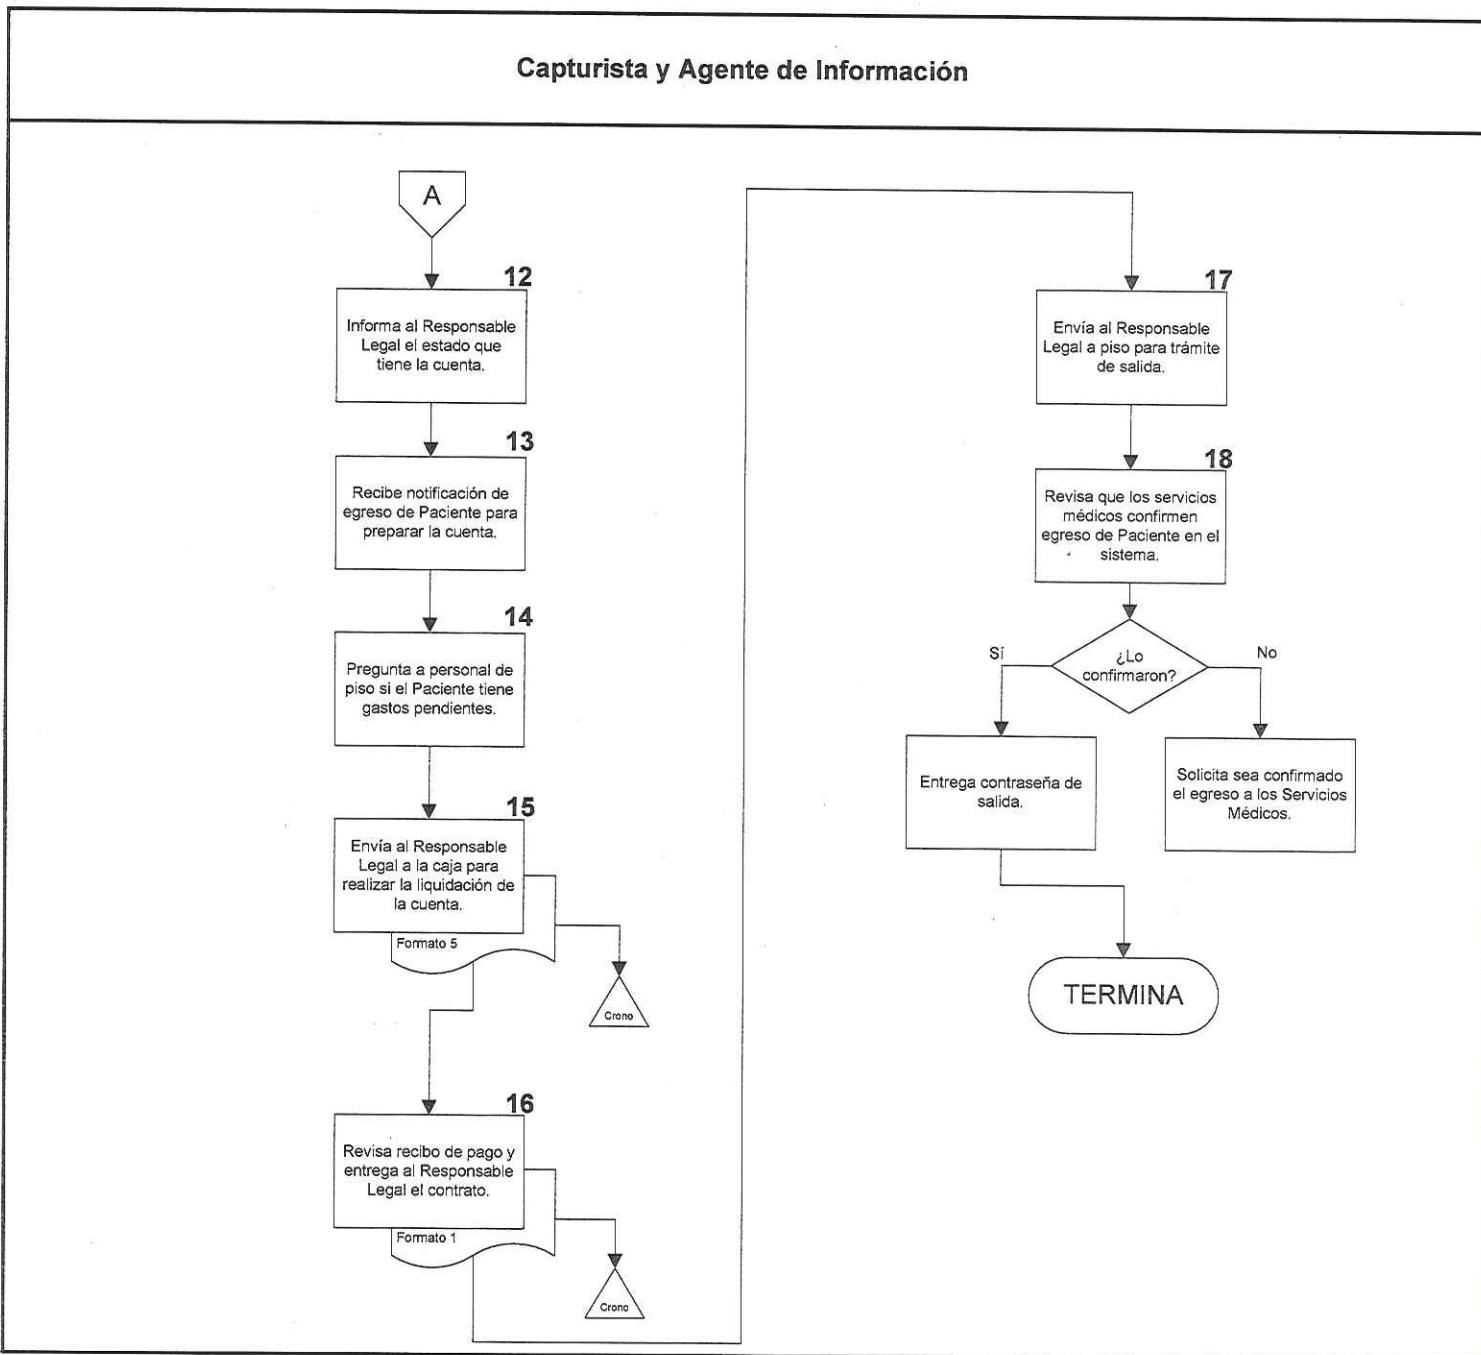 Capturista y Agente de Información
A
12
Informa al Responsable
Legal el estado que
tiene la cuenta.
13
Recibe notificación de
egreso de Paciente para
preparar la cuenta.
14
Pregunta a personal de
piso si el Paciente tiene
gastos pendientes.
15
Envía al Responsable
Legal a la caja para
realizar la liquidación de
la cuenta.
Formato 5
Crono
16
Revisa recibo de pago y
entrega al Responsable
Legal el contrato.
Formato 1
Crono
17
Envía al Responsable
Legal a piso para trámite
de salida.
18
Revisa que los servicios
médicos confirmen
egreso de Paciente en el
sistema.
¿Lo
confirmaron?
Sí
No
Entrega contraseña de
salida.
Solicita sea confirmado
el egreso a los Servicios
Médicos.
TERMINA